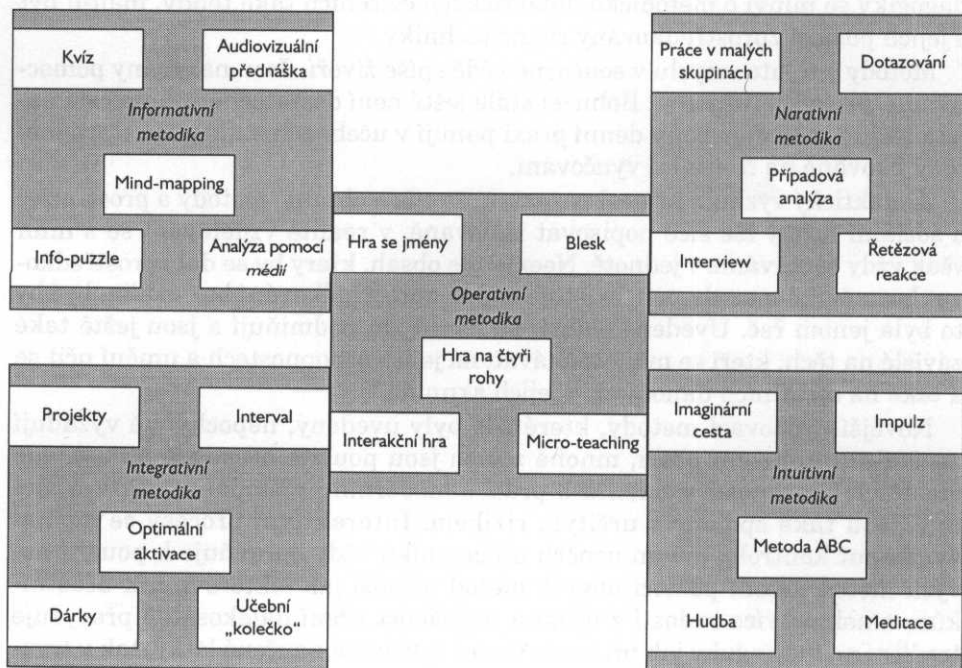 Kvíz
Audiovizuální
přednáška
Informativní
metodika
Mind-mapping
Info-puzzle
Analýza pomocí
médií
Práce v malých
skupinách
Dotazování
Narativní
metodika
Případová
analýza
Interview
Řetězová
reakce
Hra se jmény
Blesk
Operativní
metodika
Hra na čtyři
rohy
Interakční hra
Micro-teaching
Projekty
Interval
Integrativní
metodika
Optimální
aktivace
Dárky
Učební
„kolečko"
Imaginární
cesta
Impulz
Intuitivní
metodika
Metoda ABC
Hudba
Meditace